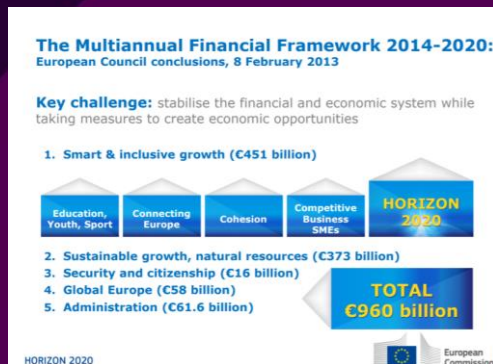 The Multiannual Financial Framework 2014-2020:
European Council conclusions, 8 February 2013
Key challenge: stabilise the financial and economic system while
taking measures to create economic opportunities
1. Smart & inclusive growth (€451 billion)
Education,
Youth, Sport
Connecting
Europe
Cohesion
Competitive
Business
SMEs
HORIZON
2020
2. Sustainable growth, natural resources (€373 billion)
3. Security and citizenship (€16 billion)
4. Global Europe (€58 billion)
5. Administration (€61.6 billion)
TOTAL
€960 billion
HORIZON 2020
European
Commission